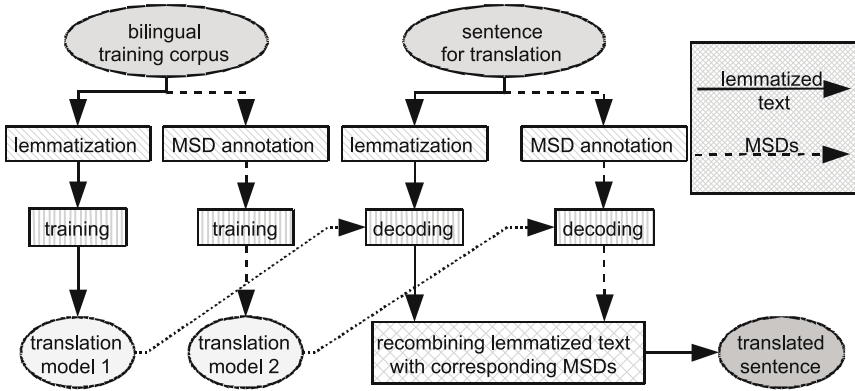 bilingual
training corpus
sentence
for translation
lemmatized
text
MSDs
lemmatization
MSD annotation
lemmatization
MSD annotation
training
training
decoding
decoding
translation
model 1
translation
model 2
recombining lemmatized text
with corresponding MSDs
translated
sentence